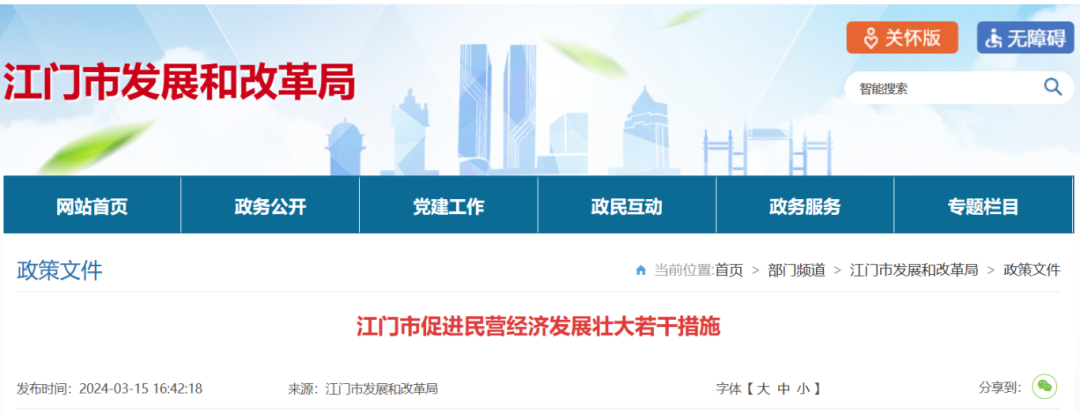 关怀版 无障碍
江门市发展和改革局
智能搜索
网站首页 政务公开 党建工作 政民互动 政务服务 专题栏目
政策文件 当前位置:首页 > 部门频道 > 江门市发展和改革局 > 政策文件
江门市促进民营经济发展壮大若干措施
发布时间：2024-03-15 16:42:18 来源：江门市发展和改革局 字体【 大 中 小 】 分享到：